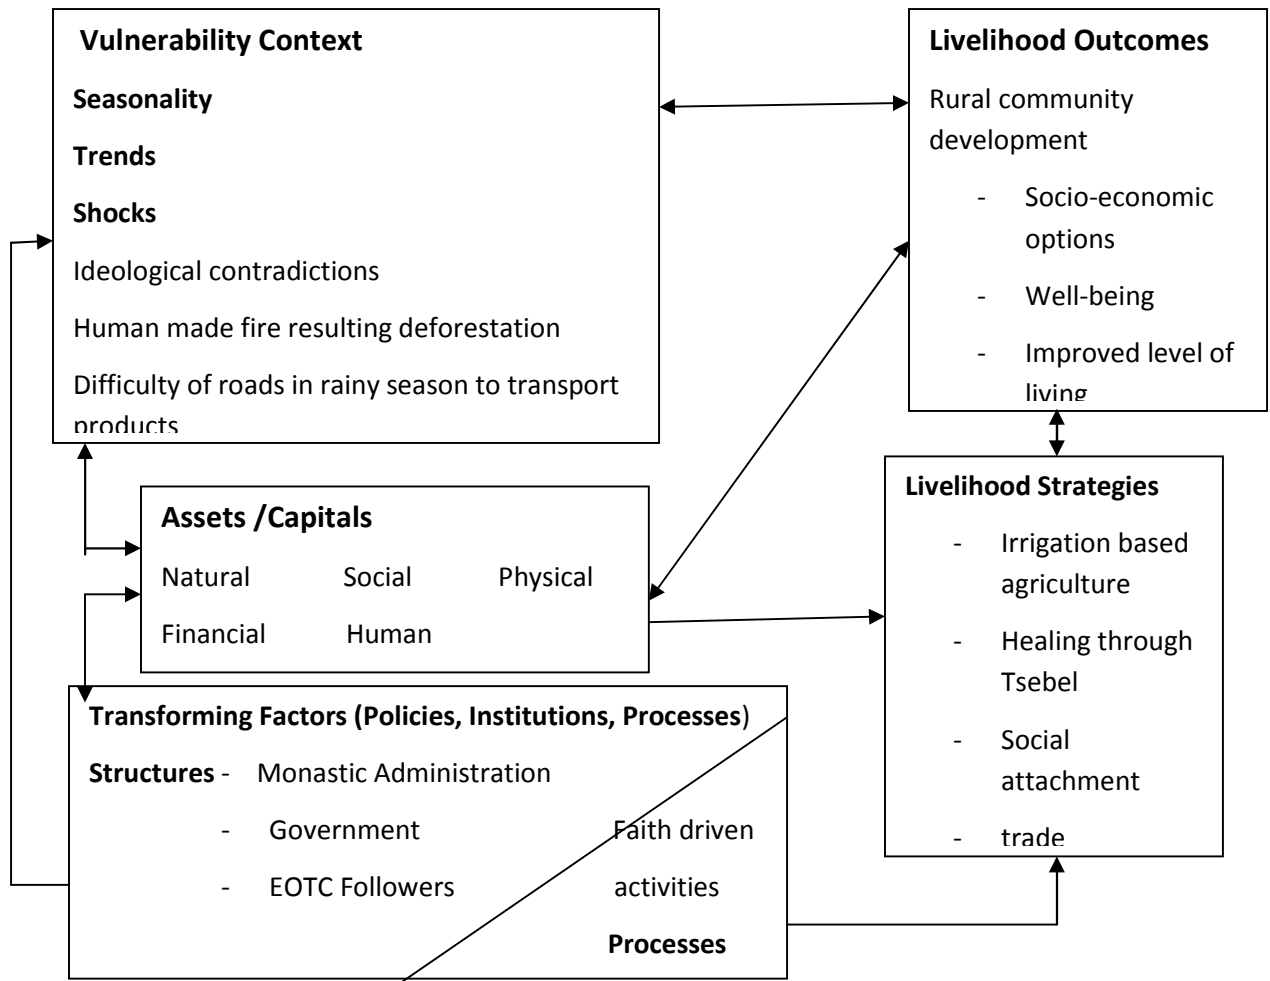 Vulnerability Context
Seasonality
Trends
Shocks
Ideological contradictions
Human made fire resulting deforestation
Difficulty of roads in rainy season to transport
products
Livelihood Outcomes
Rural community
development
- Socio-economic
options
- Well-being
- Improved level of
living
Assets /Capitals
Natural Social Physical
Financial Human
Livelihood Strategies
- Irrigation based
agriculture
- Healing through
Tsebel
- Social
attachment
- trade
Transforming Factors (Policies, Institutions, Processes)
Structures - Monastic Administration
- Government Faith driven
- EOTC Followers activities
Processes